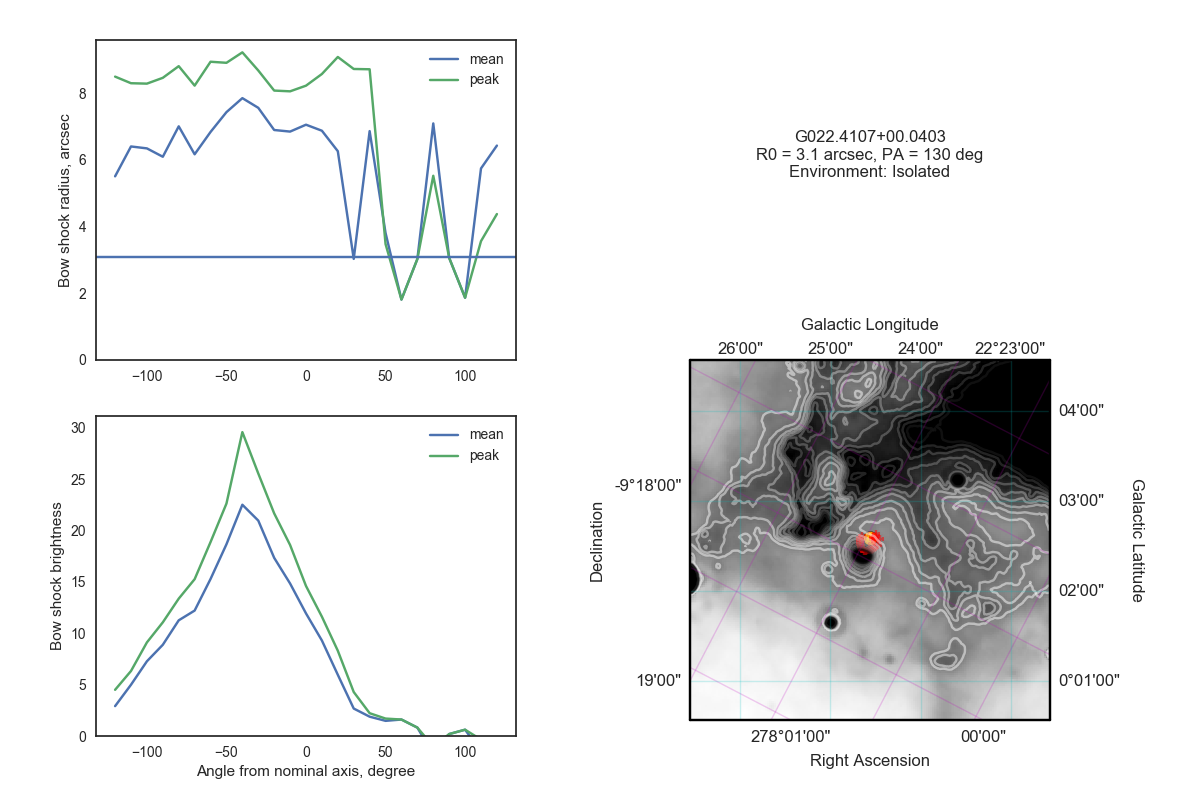 mean
peak
Bow shock radius, arcsec
8
6
4
2
0
−100
−50
0
50
100
mean
peak
Bow shock brightness
30
25
20
15
10
5
0
−100
−50
0
50
100
Angle from nominal axis, degree
G022.4107+00.0403
R0 = 3.1 arcsec, PA = 130 deg
Environment: Isolated
Galactic Longitude
26'00"
25'00"
24'00"
22°23'00"
04'00"
03'00"
02'00"
0°01'00"
Galactic Latitude
-9°18'00"
19'00"
Declination
278°01'00"
00'00"
Right Ascension